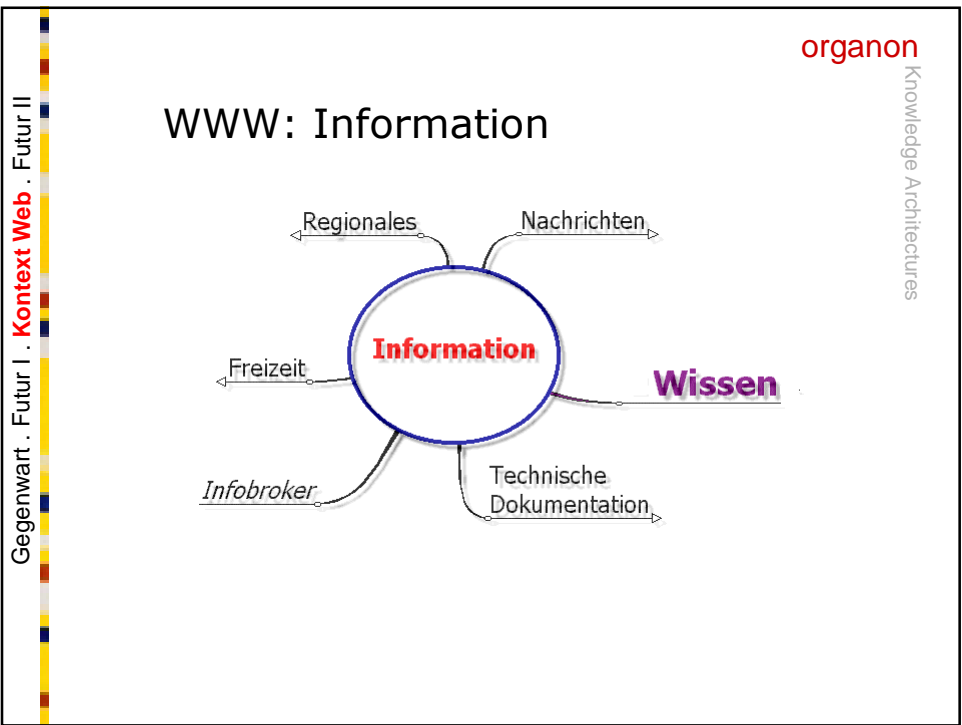 organon
Knowledge Architectures
Gegenwart . Futur I . Kontext Web . Futur II
WWW: Information
Regionales
Nachrichten
Information
Freizeit
Wissen
Infobroker
Technische
Dokumentation